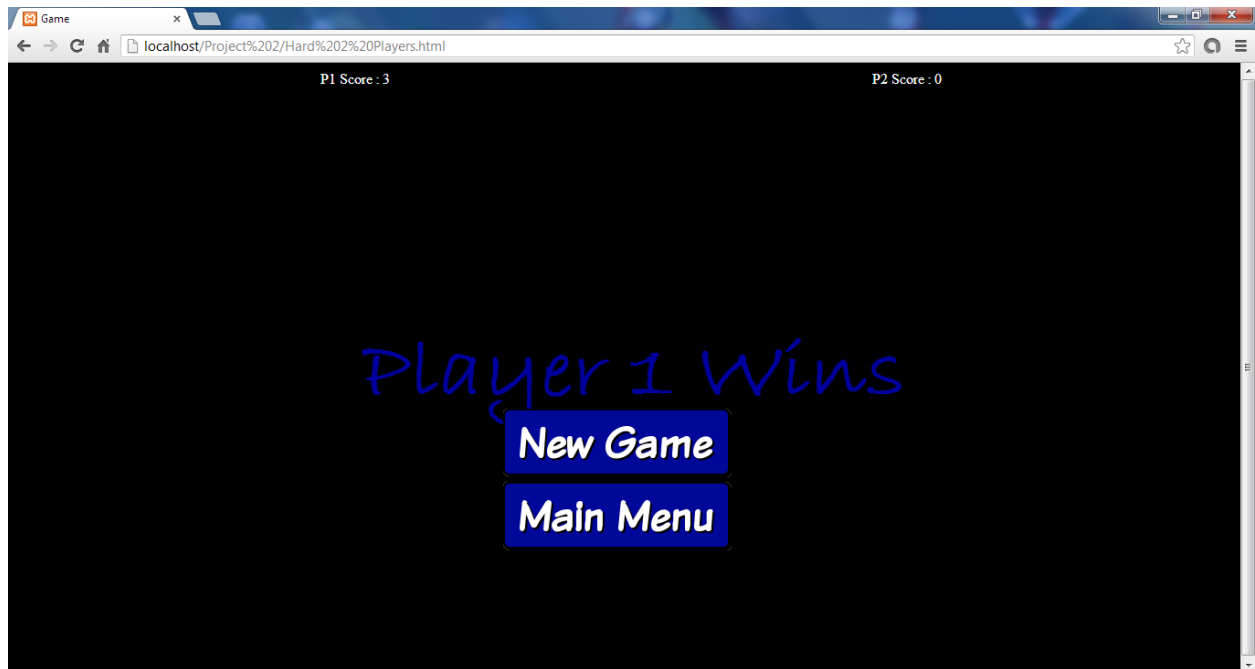 Game
localhost/Project%202/Hard%202%20Players.html
P1 Score : 3 P2 Score : 0
Player 1 Wins
New Game
Main Menu